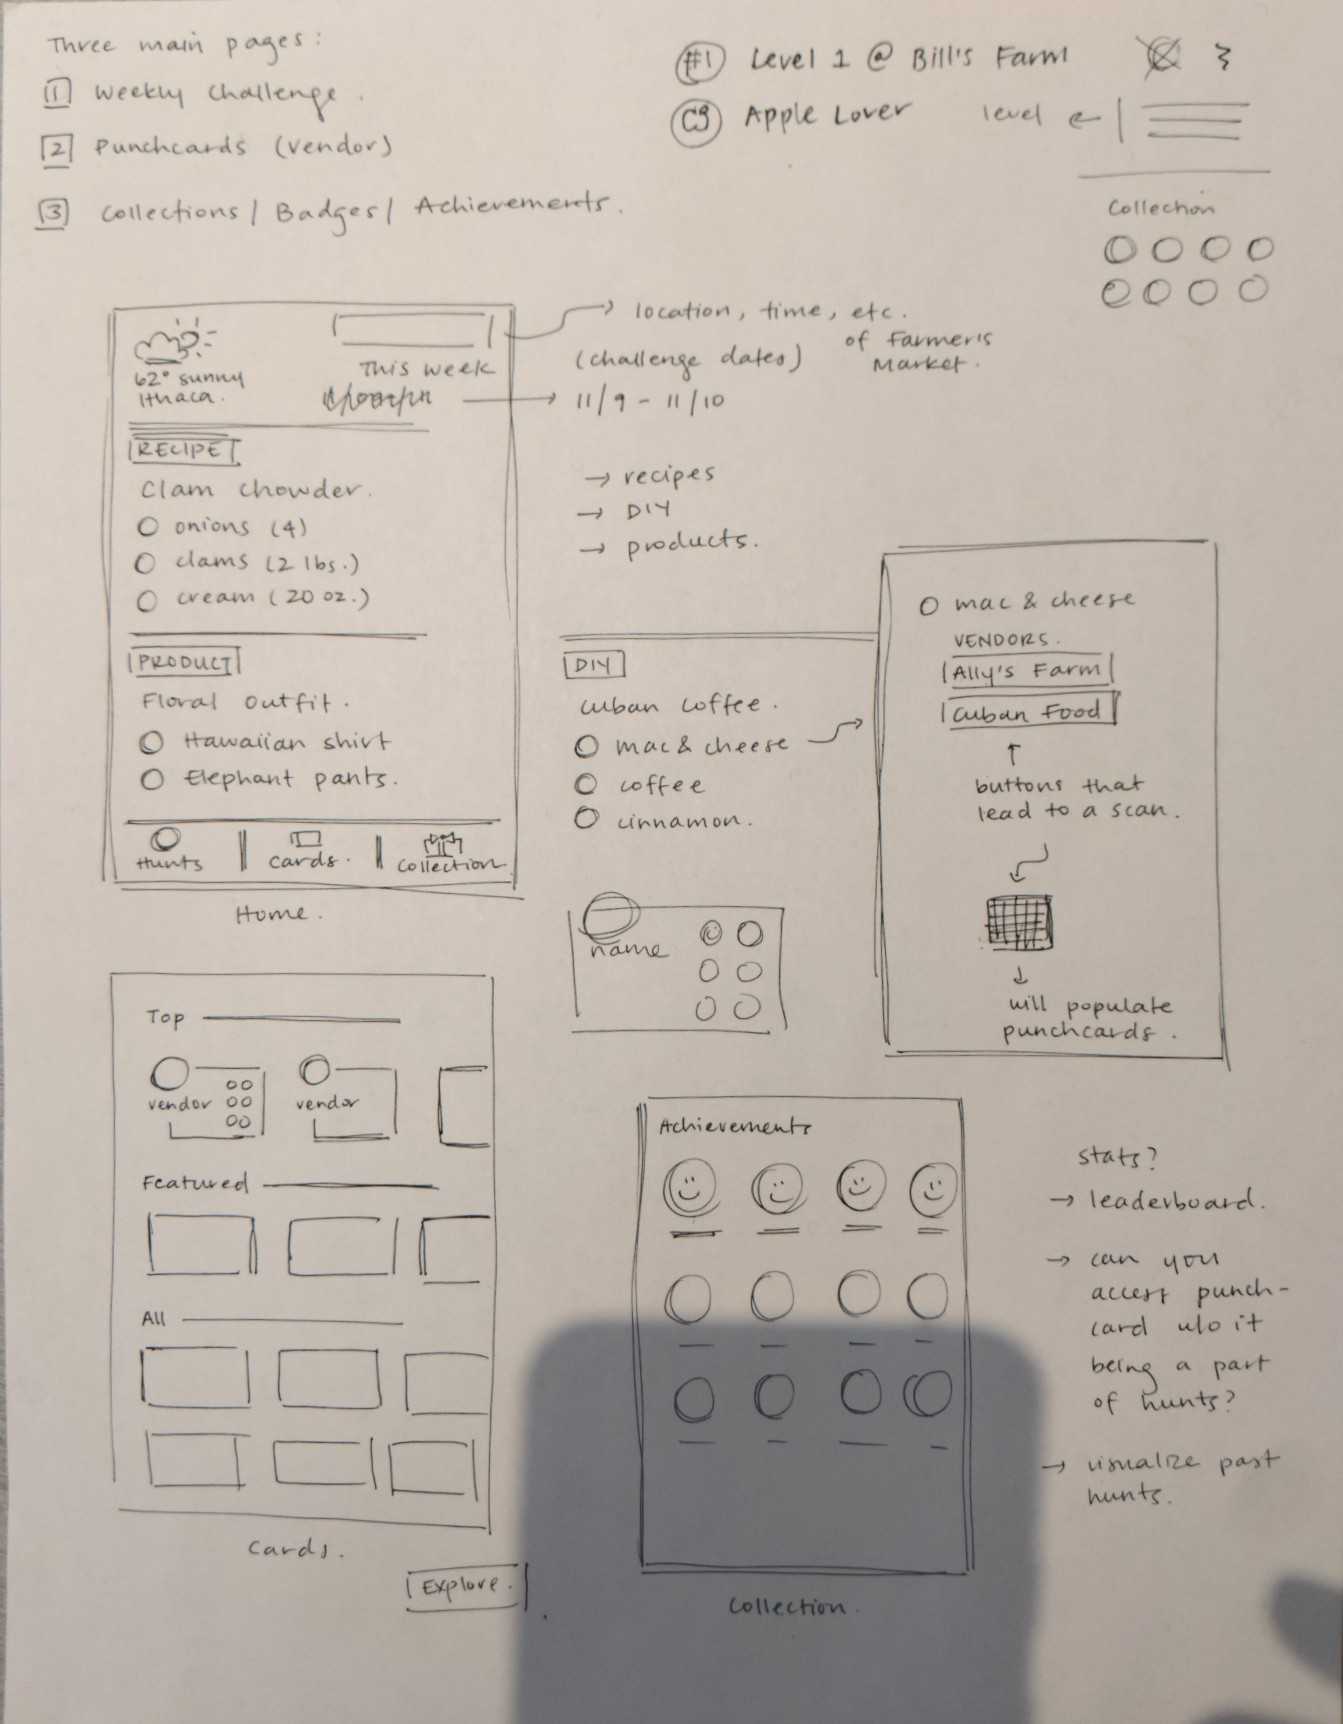 Three main pages:
1 Weekly Challenge.
2 Punchcards (vendor)
3 Collections / Badges / Achievements.
#1 Level 1 @ Bill's Farm
Apple Lover
level ←
Collection
62° sunny
Ithaca.
This week
→ location, time, etc.
of Farmer's
Market.
(challenge dates)
→ 11/9 - 11/10
RECIPE
Clam chowder.
onions (4)
clams (2 lbs.)
cream (20 oz.)
PRODUCT
Floral outfit.
Hawaiian shirt
Elephant pants.
Hunts
Cards.
Collection
Home.
→ recipes
→ DIY
→ products.
DIY
Cuban coffee.
mac & cheese
coffee
cinnamon.
mac & cheese
VENDORS.
Ally's Farm
Cuban Food
↑
buttons that
lead to a scan.
↓
will populate
punchcards.
name
Top
vendor
vendor
Featured
All
Cards.
Explore.
Achievements
Collection.
stats?
→ leaderboard.
→ can you
access punch-
card w/o it
being a part
of hunts?
→ visualize past
hunts.